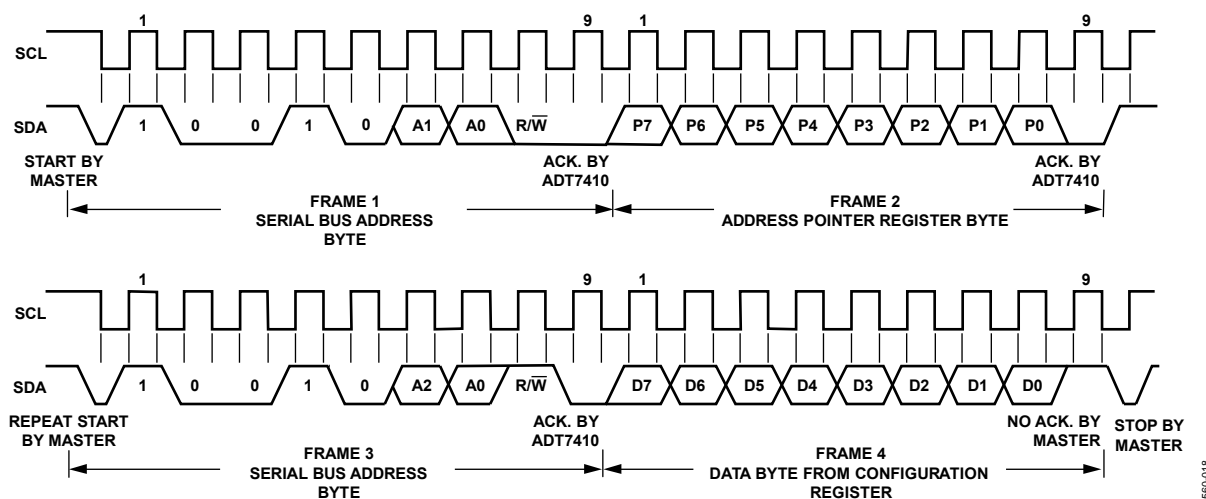 1 9 1 9
SCL
SDA 1 0 0 1 0 A1 A0 R/W̅ P7 P6 P5 P4 P3 P2 P1 P0
START BY
MASTER
ACK. BY
ADT7410
ACK. BY
ADT7410
FRAME 1
SERIAL BUS ADDRESS
BYTE
FRAME 2
ADDRESS POINTER REGISTER BYTE
1 9 1 9
SCL
SDA 1 0 0 1 0 A2 A0 R/W̅ D7 D6 D5 D4 D3 D2 D1 D0
REPEAT START
BY MASTER
ACK. BY
ADT7410
NO ACK. BY
MASTER
STOP BY
MASTER
FRAME 3
SERIAL BUS ADDRESS
BYTE
FRAME 4
DATA BYTE FROM CONFIGURATION
REGISTER